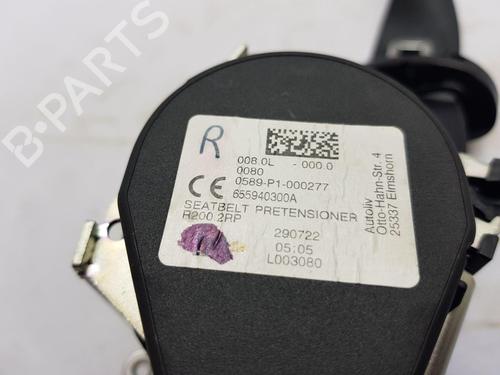 B-PARTS
R
008.0L - 000.0
0080
0589-P1-000277
CE 655940300A
SEATBELT PRETENSIONER
R200.2RP
290722
05:05
L003080
Autoliv
Otto-Hahn-Str. 4
25337 Elmshorn